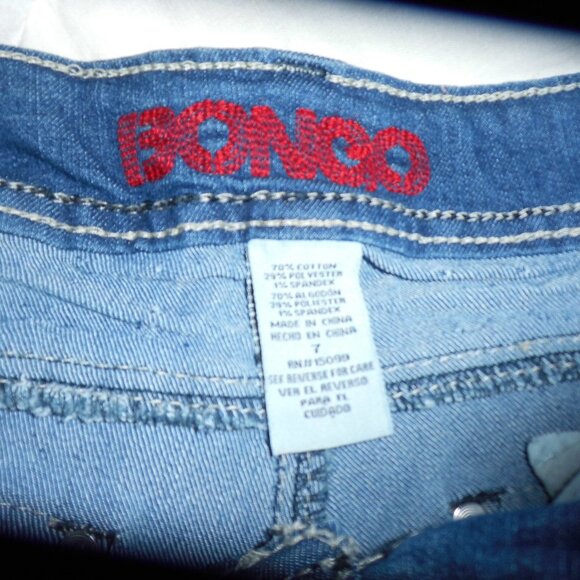 BONGO
70% COTTON
29% POLYESTER
1% SPANDEX
70% ALGODÓN
29% POLIESTER
1% SPANDEX
MADE IN CHINA
HECHO EN CHINA
7
RN#15099
SEE REVERSE FOR CARE
VER EL REVERSO
PARA EL
CUIDADO